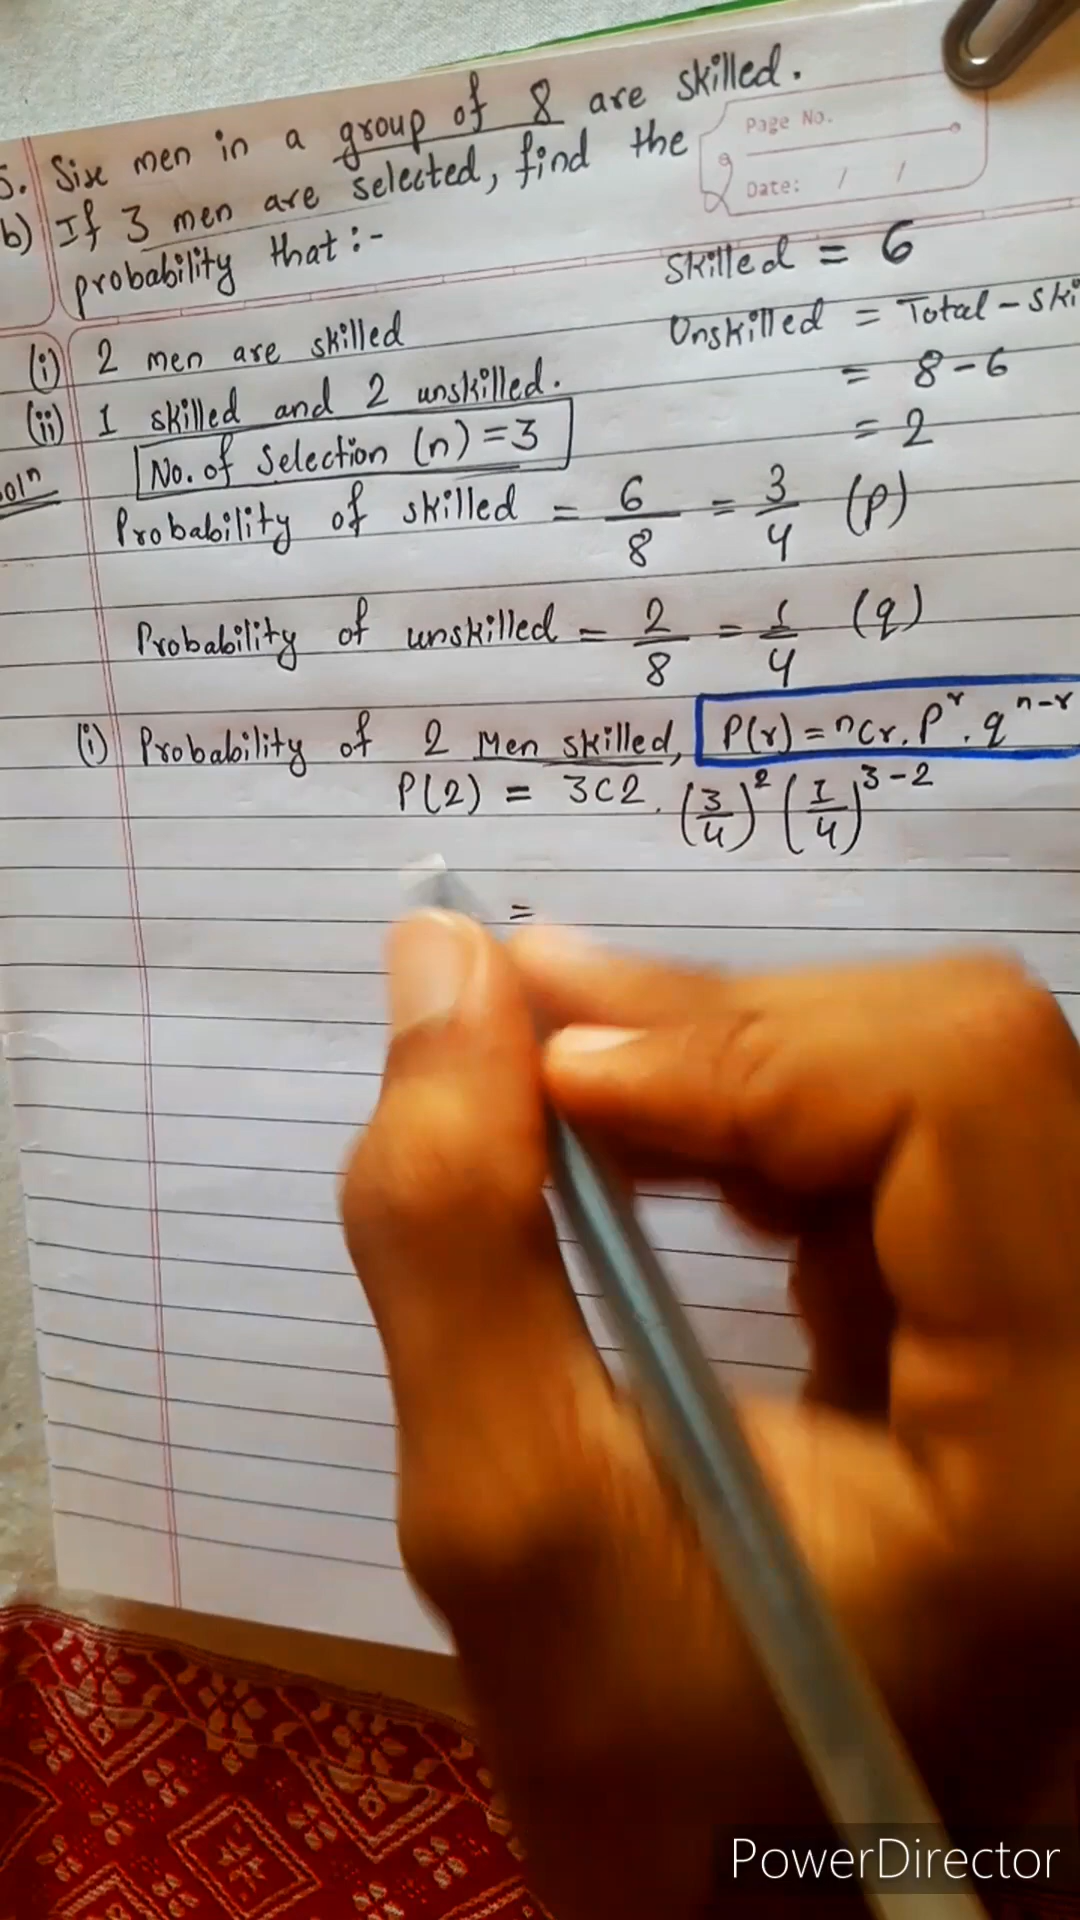 5. Six men in a group of 8 are skilled.
b) If 3 men are selected, find the
probability that :-
Page No.
Date: / /
(i) 2 men are skilled
(ii) 1 skilled and 2 unskilled.
Skilled = 6
Unskilled = Total - Ski
= 8-6
= 2
Soln
No. of Selection (n) = 3
Probability of skilled = 6/8 = 3/4 (p)
Probability of unskilled = 2/8 = 1/4 (q)
(i) Probability of 2 Men skilled, P(r) = ⁿCr. Pʳ. qⁿ⁻ʳ
P(2) = 3C2. (3/4)² (1/4)³⁻²
=
PowerDirector